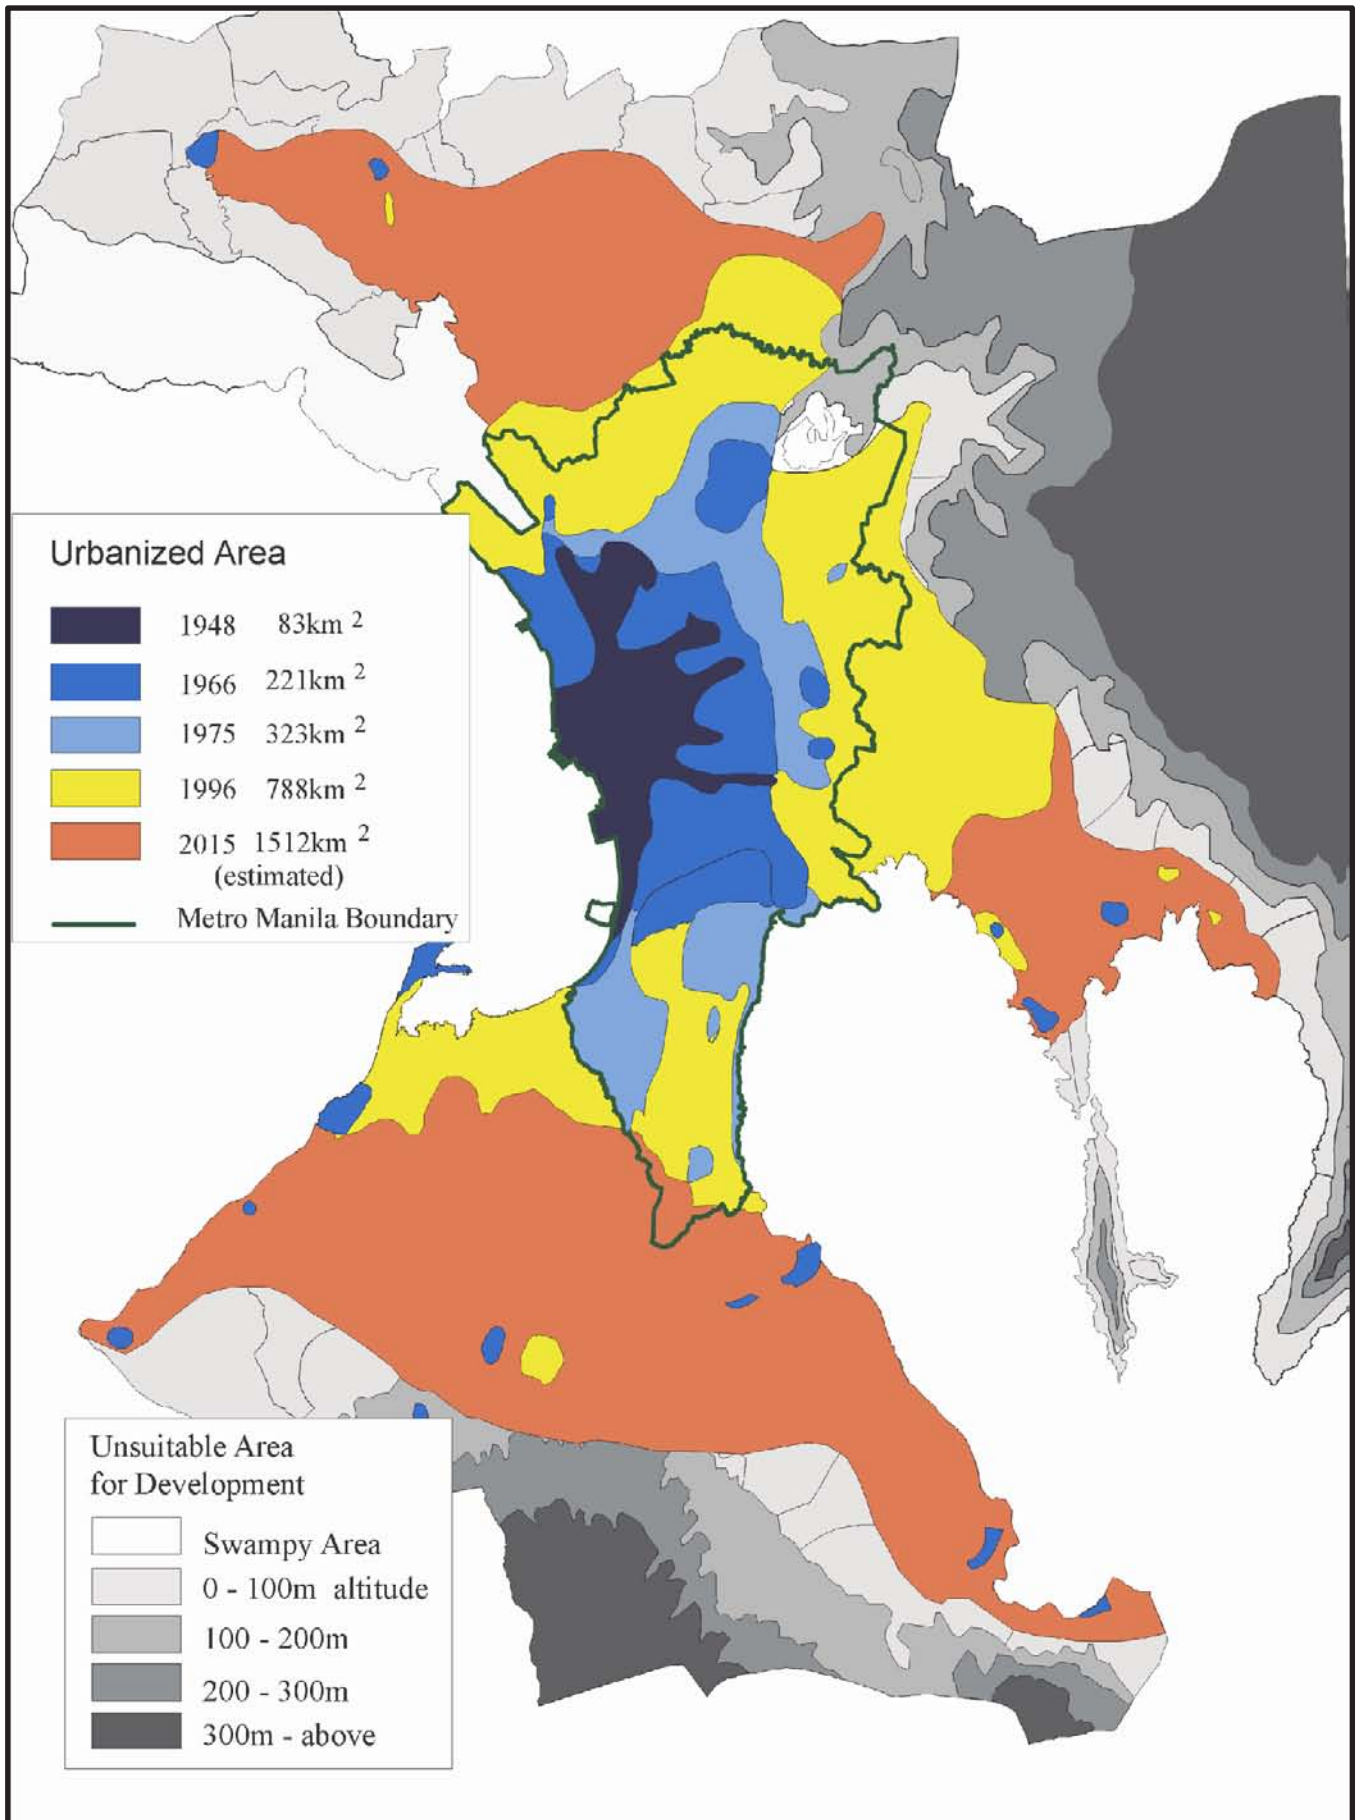 Urbanized Area
1948 83km 2
1966 221km 2
1975 323km 2
1996 788km 2
2015 1512km 2
(estimated)
Metro Manila Boundary
Unsuitable Area
for Development
Swampy Area
0 - 100m altitude
100 - 200m
200 - 300m
300m - above